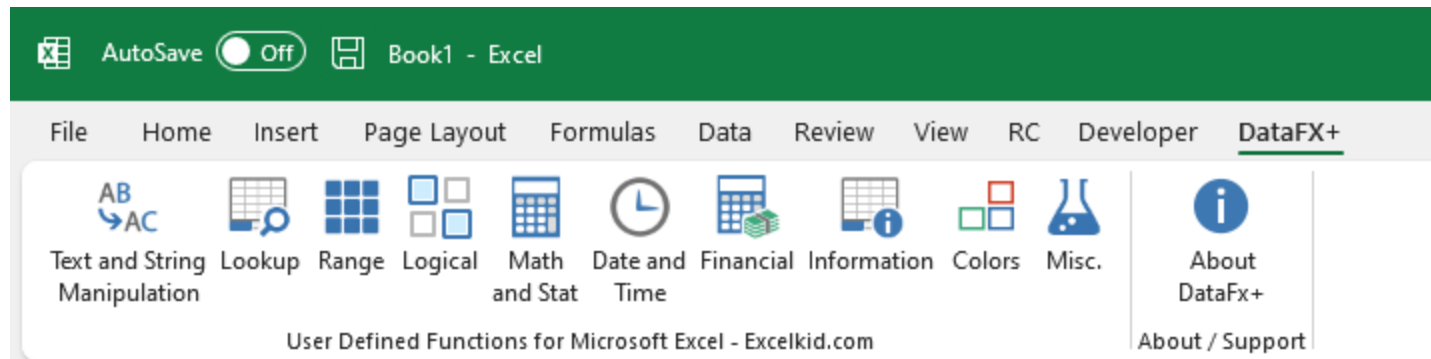 AutoSave Off Book1 - Excel
File Home Insert Page Layout Formulas Data Review View RC Developer DataFX+
AB
AC
Text and String Lookup Range Logical Math Date and Financial Information Colors Misc. About
Manipulation and Stat Time DataFx+
User Defined Functions for Microsoft Excel - Excelkid.com About / Support